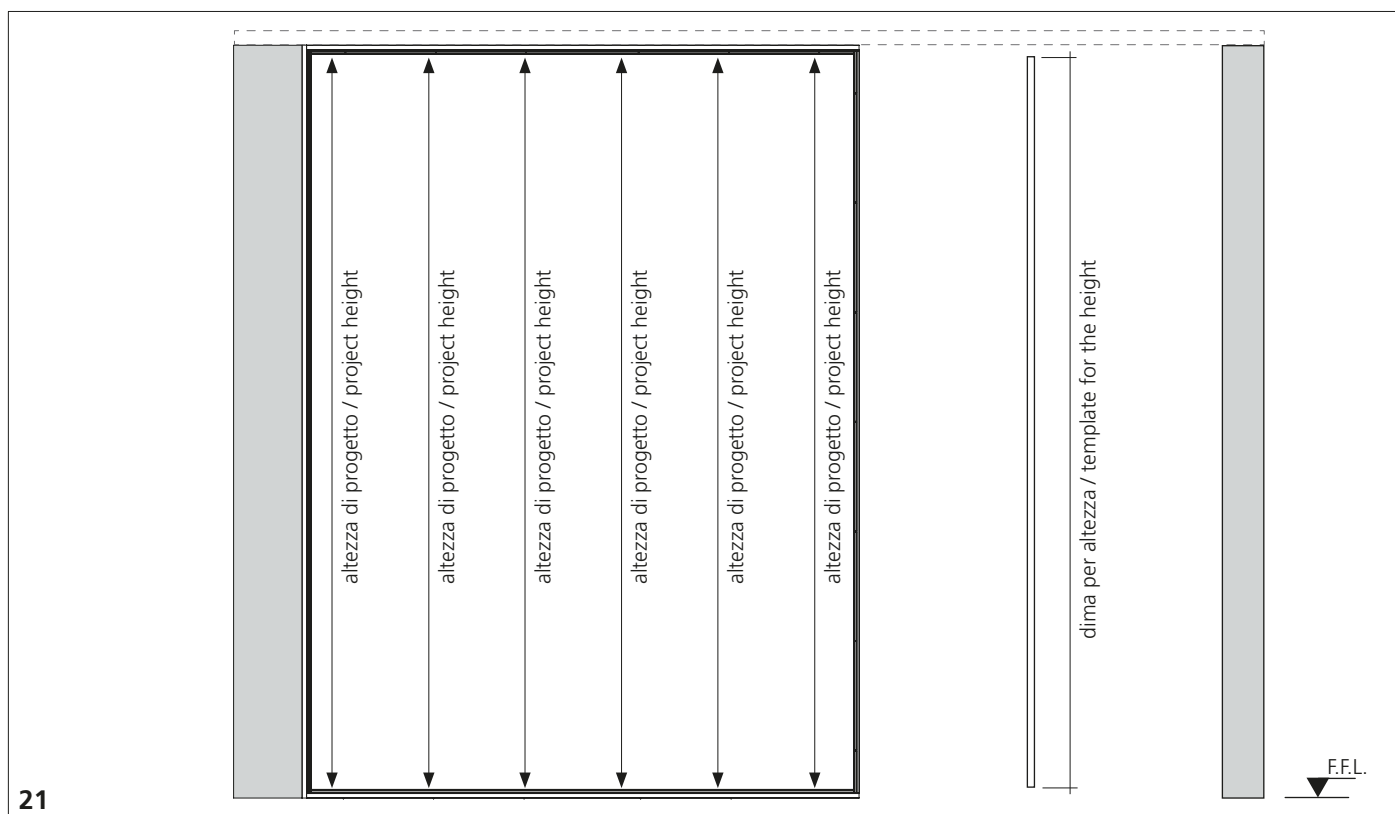 altezza di progetto / project height
altezza di progetto / project height
altezza di progetto / project height
altezza di progetto / project height
altezza di progetto / project height
altezza di progetto / project height
dima per altezza / template for the height
F.F.L.
21